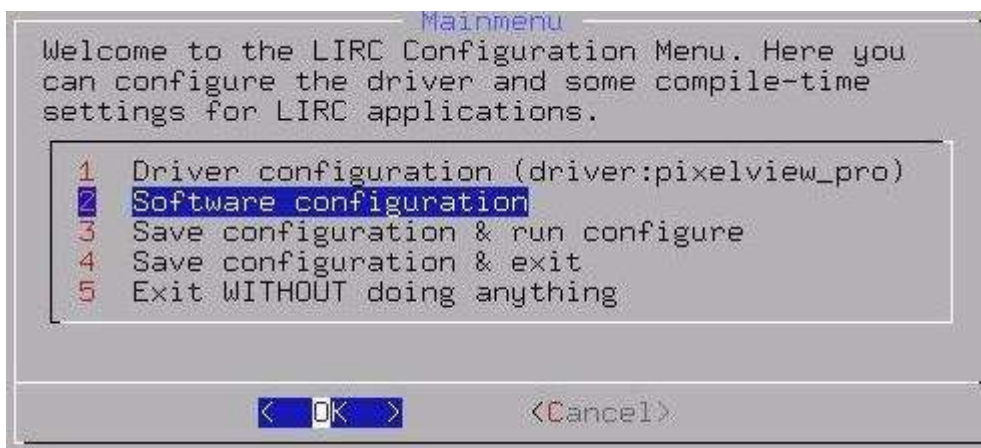 Mainmenu
Welcome to the LIRC Configuration Menu. Here you
can configure the driver and some compile-time
settings for LIRC applications.
1 Driver configuration (driver:pixelview_pro)
2 Software configuration
3 Save configuration & run configure
4 Save configuration & exit
5 Exit WITHOUT doing anything
< OK > <Cancel>